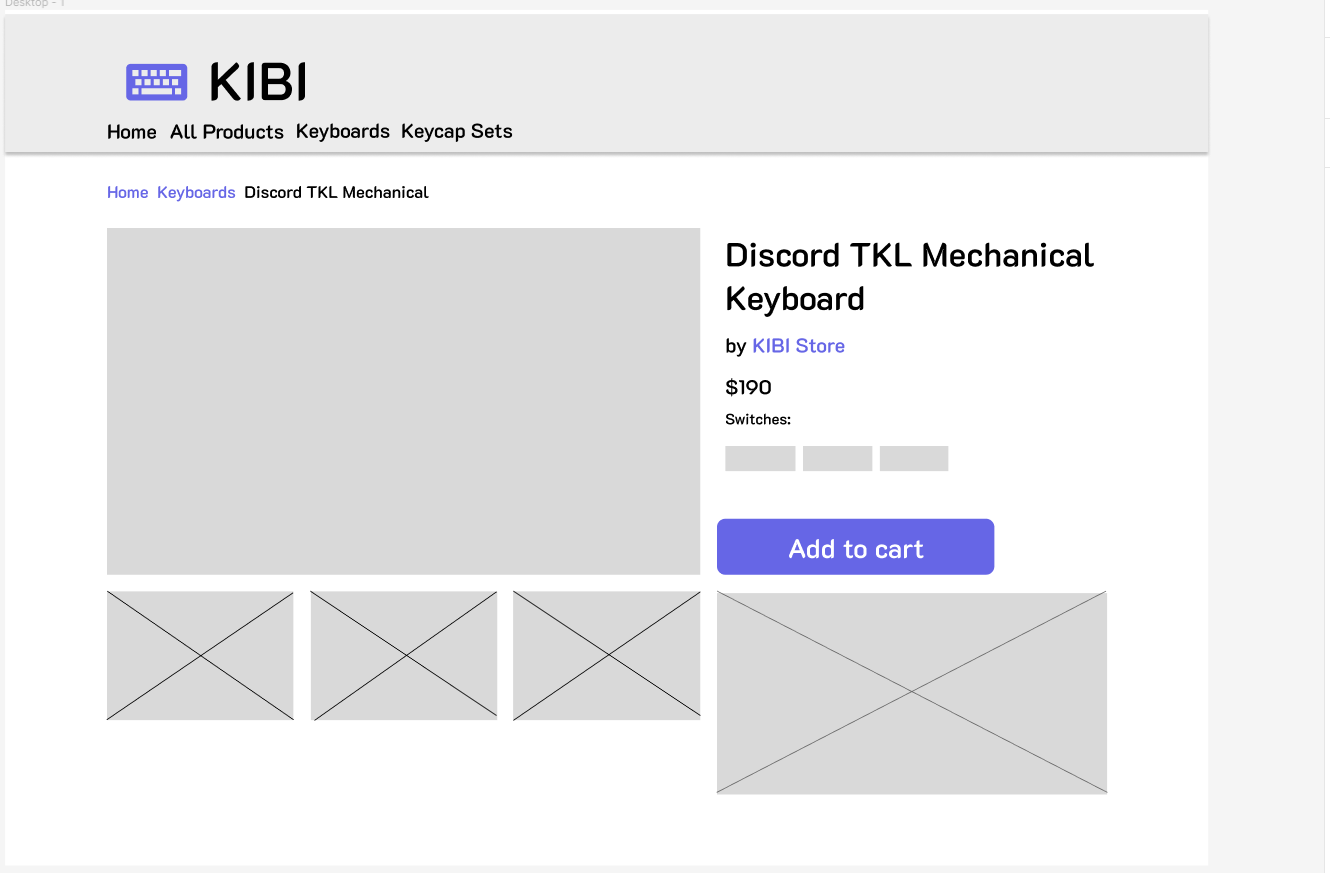 Desktop - 1
KIBI
Home All Products Keyboards Keycap Sets
Home Keyboards Discord TKL Mechanical
Discord TKL Mechanical
Keyboard
by KIBI Store
$190
Switches:
Add to cart